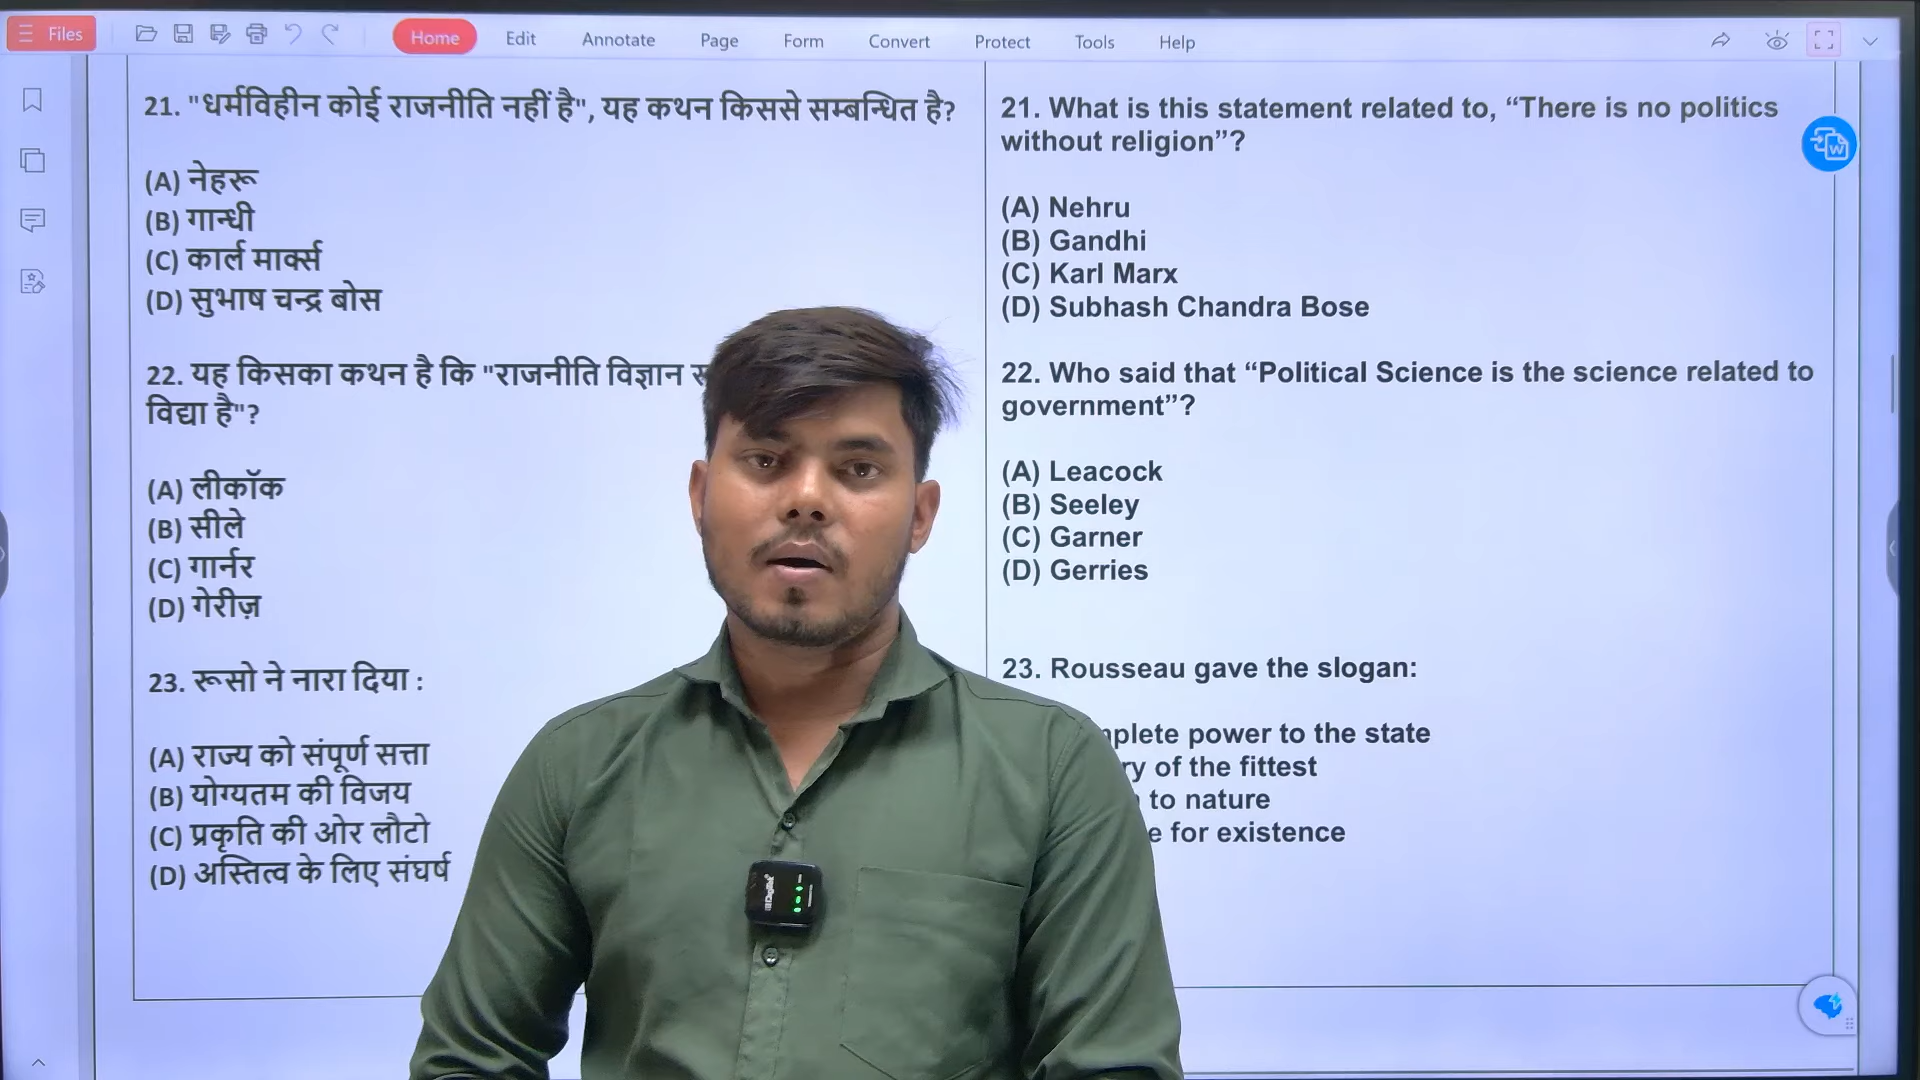 Files
Home
Edit
Annotate
Page
Form
Convert
Protect
Tools
Help
21. "धर्मविहीन कोई राजनीति नहीं है", यह कथन किससे सम्बन्धित है?
(A) नेहरू
(B) गान्धी
(C) कार्ल मार्क्स
(D) सुभाष चन्द्र बोस
22. यह किसका कथन है कि "राजनीति विज्ञान
विद्या है"?
(A) लीकॉक
(B) सीले
(C) गार्नर
(D) गेरीज़
23. रूसो ने नारा दिया :
(A) राज्य को संपूर्ण सत्ता
(B) योग्यतम की विजय
(C) प्रकृति की ओर लौटो
(D) अस्तित्व के लिए संघर्ष
21. What is this statement related to, “There is no politics
without religion”?
(A) Nehru
(B) Gandhi
(C) Karl Marx
(D) Subhash Chandra Bose
22. Who said that “Political Science is the science related to
government”?
(A) Leacock
(B) Seeley
(C) Garner
(D) Gerries
23. Rousseau gave the slogan:
power to the state
of the fittest
to nature
for existence
W